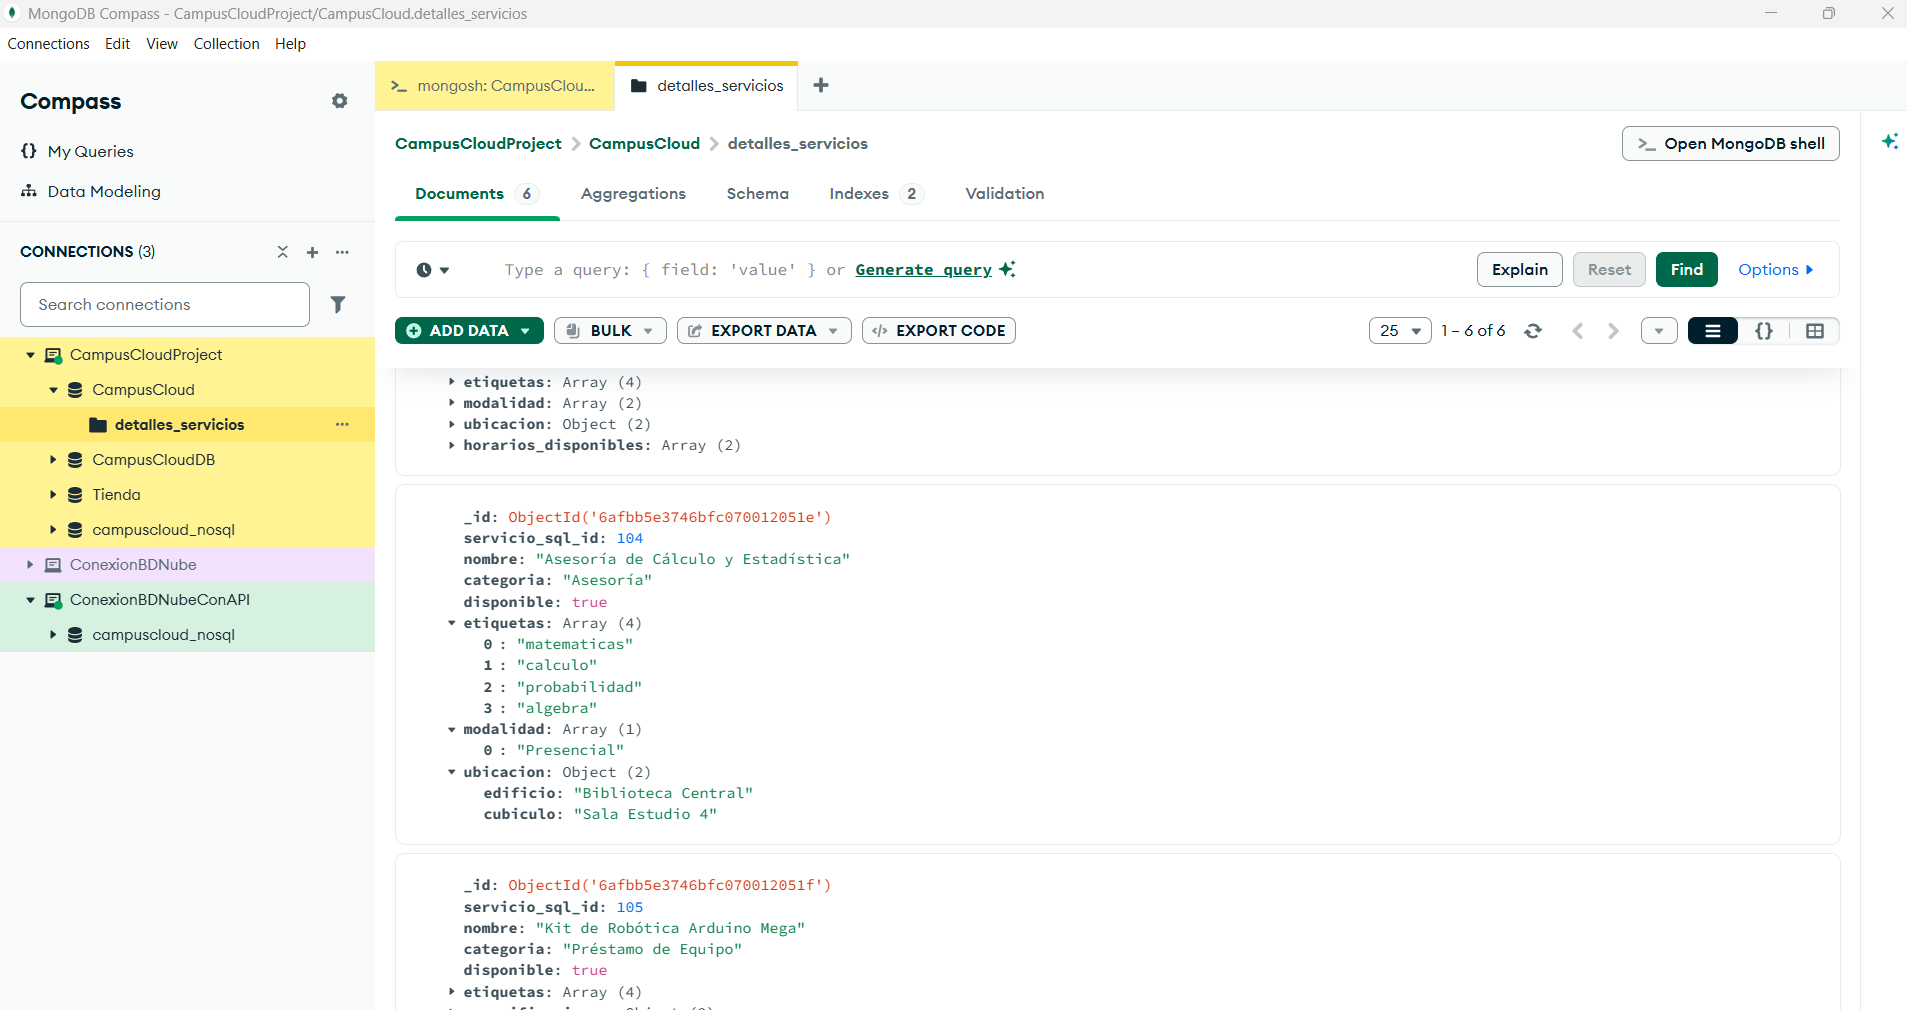 MongoDB Compass - CampusCloudProject/CampusCloud.detalles_servicios
Connections Edit View Collection Help
Compass
My Queries
Data Modeling
CONNECTIONS (3)
Search connections
CampusCloudProject
CampusCloud
detalles_servicios
CampusCloudDB
Tienda
campuscloud_nosql
ConexionBDNube
ConexionBDNubeConAPI
campuscloud_nosql
>_ mongosh: CampusClou...
detalles_servicios
CampusCloudProject > CampusCloud > detalles_servicios
>_ Open MongoDB shell
Documents 6 Aggregations Schema Indexes 2 Validation
Type a query: { field: 'value' } or Generate query
Explain Reset Find Options
ADD DATA BULK EXPORT DATA </> EXPORT CODE
25 1 – 6 of 6 {}
etiquetas: Array (4)
modalidad: Array (2)
ubicacion: Object (2)
horarios_disponibles: Array (2)
_id: ObjectId('6afbb5e3746bfc070012051e')
servicio_sql_id: 104
nombre: "Asesoría de Cálculo y Estadística"
categoria: "Asesoría"
disponible: true
etiquetas: Array (4)
0 : "matematicas"
1 : "calculo"
2 : "probabilidad"
3 : "algebra"
modalidad: Array (1)
0 : "Presencial"
ubicacion: Object (2)
edificio: "Biblioteca Central"
cubiculo: "Sala Estudio 4"
_id: ObjectId('6afbb5e3746bfc070012051f')
servicio_sql_id: 105
nombre: "Kit de Robótica Arduino Mega"
categoria: "Préstamo de Equipo"
disponible: true
etiquetas: Array (4)